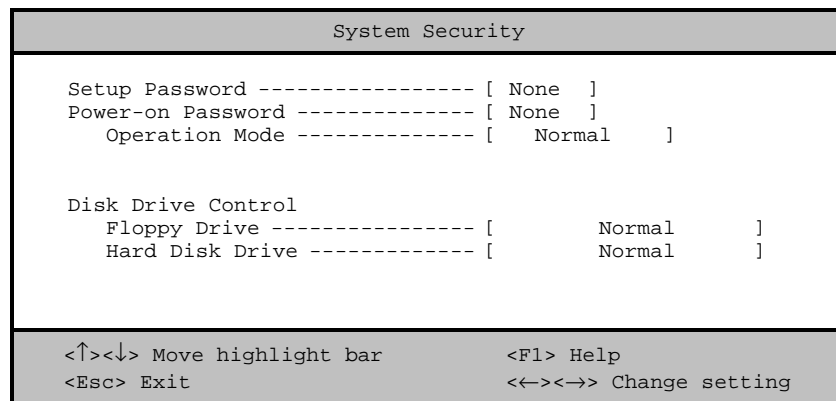 System Security
Setup Password ----------------- [ None ]
Power-on Password -------------- [ None ]
Operation Mode -------------- [ Normal ]
Disk Drive Control
Floppy Drive ---------------- [ Normal ]
Hard Disk Drive ------------- [ Normal ]
<↑><↓> Move highlight bar <F1> Help
<Esc> Exit <←><→> Change setting